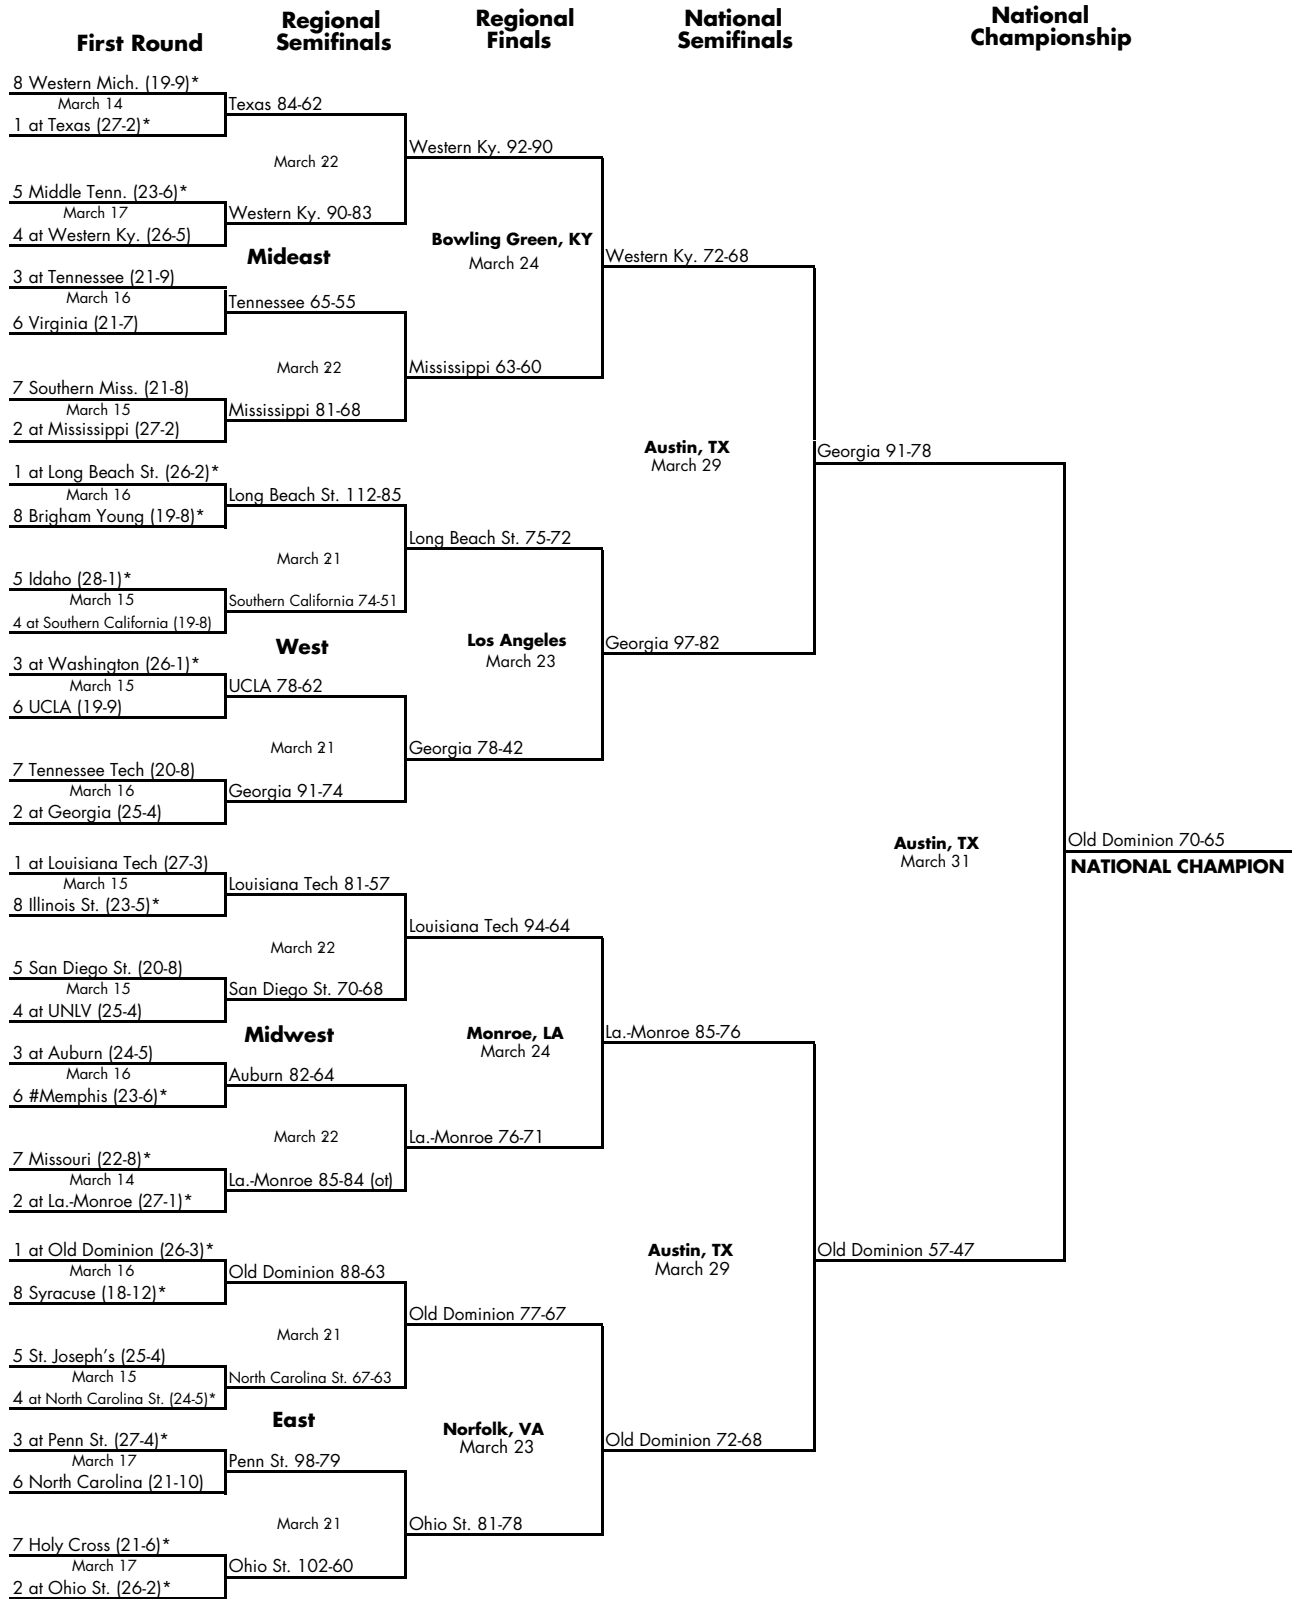 First Round
Regional
Semifinals
Regional
Finals
National
Semifinals
National
Championship
8 Western Mich. (19-9)*
March 14
1 at Texas (27-2)*
Texas 84-62
March 22
5 Middle Tenn. (23-6)*
March 17
4 at Western Ky. (26-5)
Western Ky. 90-83
Western Ky. 92-90
Mideast
Bowling Green, KY
March 24
3 at Tennessee (21-9)
March 16
6 Virginia (21-7)
Tennessee 65-55
March 22
7 Southern Miss. (21-8)
March 15
2 at Mississippi (27-2)
Mississippi 81-68
Mississippi 63-60
Western Ky. 72-68
Austin, TX
March 29
Georgia 91-78
1 at Long Beach St. (26-2)*
March 16
8 Brigham Young (19-8)*
Long Beach St. 112-85
March 21
5 Idaho (28-1)*
March 15
4 at Southern California (19-8)
Southern California 74-51
Long Beach St. 75-72
West
Los Angeles
March 23
3 at Washington (26-1)*
March 15
6 UCLA (19-9)
UCLA 78-62
March 21
7 Tennessee Tech (20-8)
March 16
2 at Georgia (25-4)
Georgia 91-74
Georgia 78-42
Georgia 97-82
Austin, TX
March 31
Old Dominion 70-65
NATIONAL CHAMPION
1 at Louisiana Tech (27-3)
March 15
8 Illinois St. (23-5)*
Louisiana Tech 81-57
March 22
5 San Diego St. (20-8)
March 15
4 at UNLV (25-4)
San Diego St. 70-68
Louisiana Tech 94-64
Midwest
Monroe, LA
March 24
3 at Auburn (24-5)
March 16
6 #Memphis (23-6)*
Auburn 82-64
March 22
7 Missouri (22-8)*
March 14
2 at La.-Monroe (27-1)*
La.-Monroe 85-84 (ot)
La.-Monroe 76-71
La.-Monroe 85-76
Austin, TX
March 29
Old Dominion 57-47
1 at Old Dominion (26-3)*
March 16
8 Syracuse (18-12)*
Old Dominion 88-63
March 21
5 St. Joseph's (25-4)
March 15
4 at North Carolina St. (24-5)*
North Carolina St. 67-63
Old Dominion 77-67
East
Norfolk, VA
March 23
3 at Penn St. (27-4)*
March 17
6 North Carolina (21-10)
Penn St. 98-79
March 21
7 Holy Cross (21-6)*
March 17
2 at Ohio St. (26-2)*
Ohio St. 102-60
Ohio St. 81-78
Old Dominion 72-68